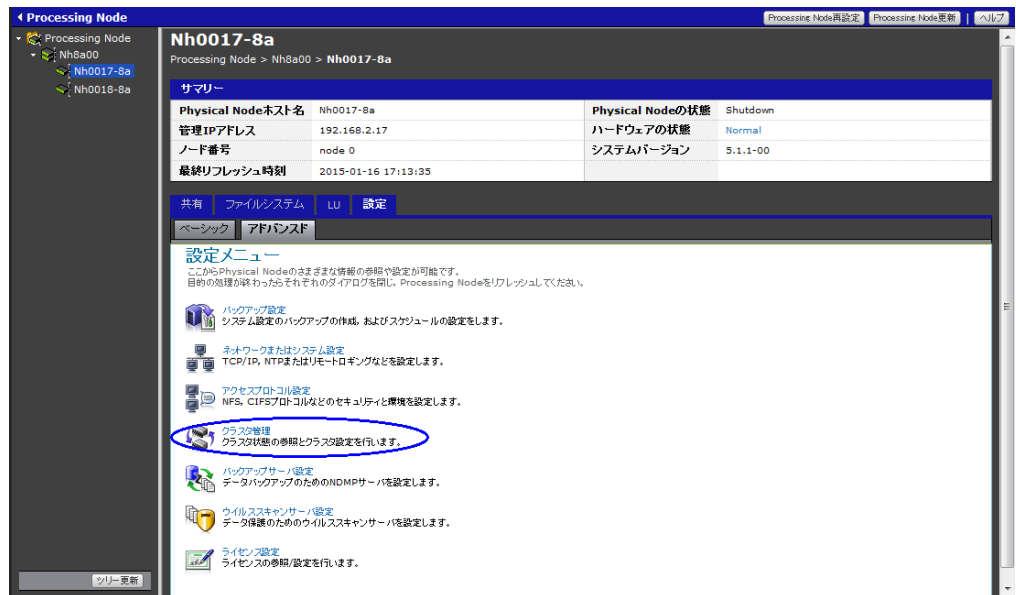 Processing Node
Processing Node再設定
Processing Node更新
ヘルプ
Processing Node
Nh8a00
Nh0017-8a
Nh0018-8a
ツリー更新
Nh0017-8a
Processing Node > Nh8a00 > Nh0017-8a
サマリー
Physical Nodeホスト名 Nh0017-8a Physical Nodeの状態 Shutdown
管理IPアドレス 192.168.2.17 ハードウェアの状態 Normal
ノード番号 node 0 システムバージョン 5.1.1-00
最終リフレッシュ時刻 2015-01-16 17:13:35
共有 ファイルシステム LU 設定
ベーシック アドバンスド
設定メニュー
ここからPhysical Nodeのさまざまな情報の参照や設定が可能です。
目的の処理が終わったらそれぞれのダイアログを閉じ, Processing Nodeをリフレッシュしてください。
バックアップ設定
システム設定のバックアップの作成, およびスケジュールの設定をします。
ネットワークまたはシステム設定
TCP/IP, NTPまたはリモートロギングなどを設定します。
アクセスプロトコル設定
NFS, CIFSプロトコルなどのセキュリティと環境を設定します。
クラスタ管理
クラスタ状態の参照とクラスタ設定を行います。
バックアップサーバ設定
データバックアップのためのNDMPサーバを設定します。
ウイルススキャンサーバ設定
データ保護のためのウイルススキャンサーバを設定します。
ライセンス設定
ライセンスの参照/設定を行います。